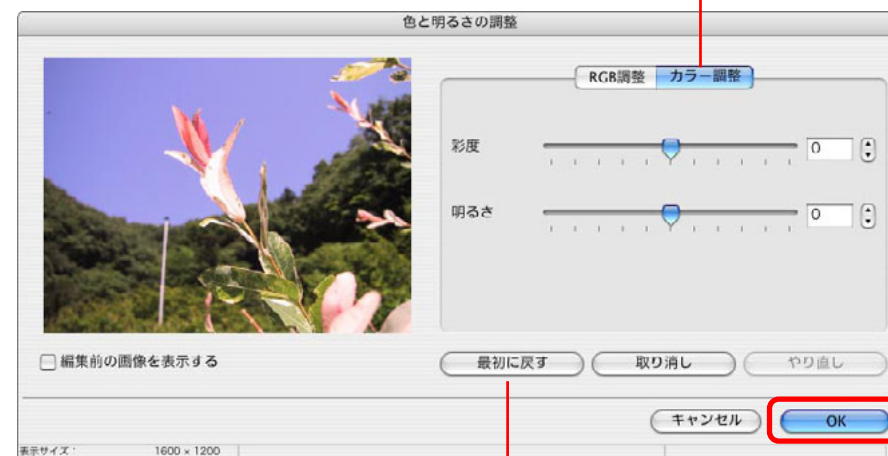 色と明るさの調整
RGB調整 カラー調整
彩度 0
明るさ 0
編集前の画像を表示する
最初に戻す 取り消し やり直し
キャンセル OK
表示サイズ： 1600 × 1200